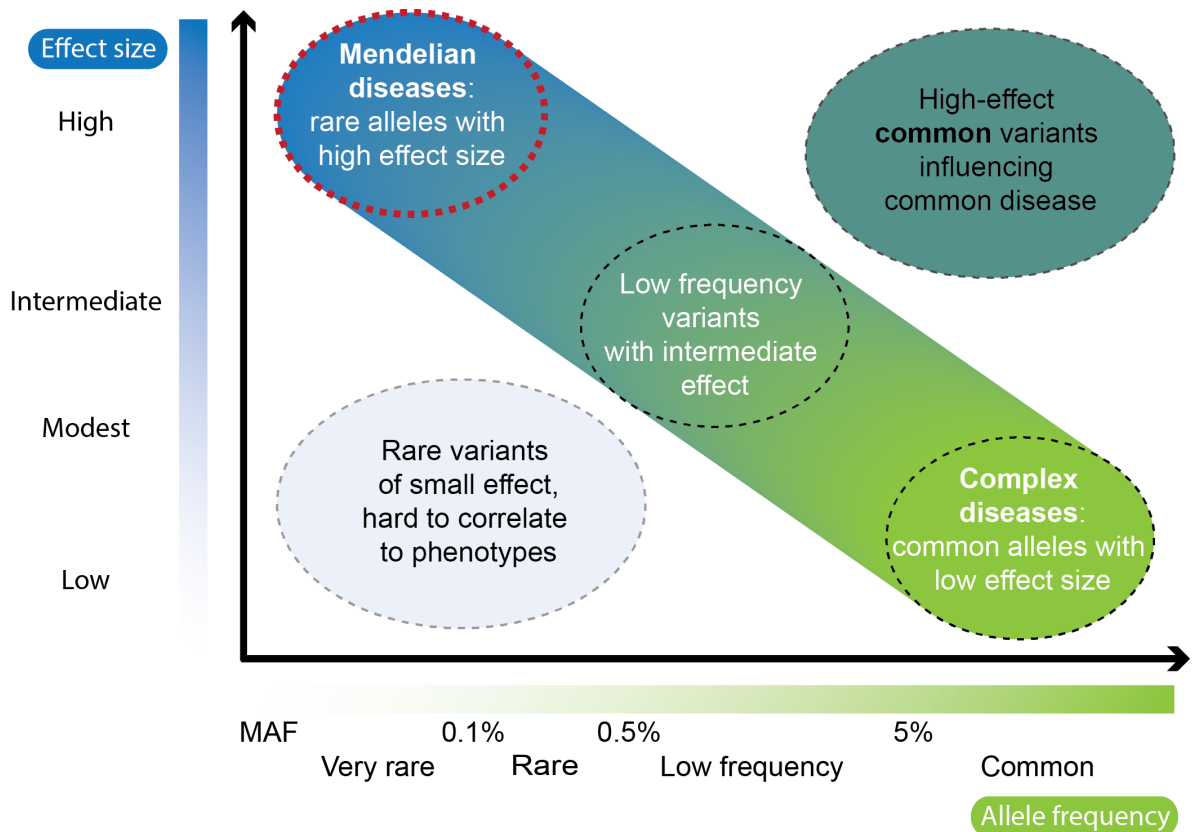 Effect size
High
Intermediate
Modest
Low
Mendelian
diseases:
rare alleles with
high effect size
High-effect
common variants
influencing
common disease
Low frequency
variants
with intermediate
effect
Rare variants
of small effect,
hard to correlate
to phenotypes
Complex
diseases:
common alleles with
low effect size
MAF 0.1% 0.5% 5%
Very rare Rare Low frequency Common
Allele frequency